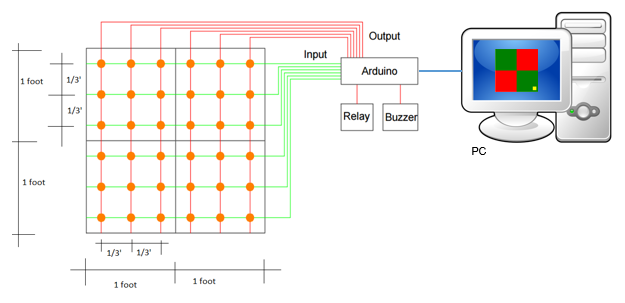 Output
Input
1 foot
1/3'
Arduino
1/3'
Relay
Buzzer
PC
1 foot
1/3'
1/3'
1 foot
1 foot